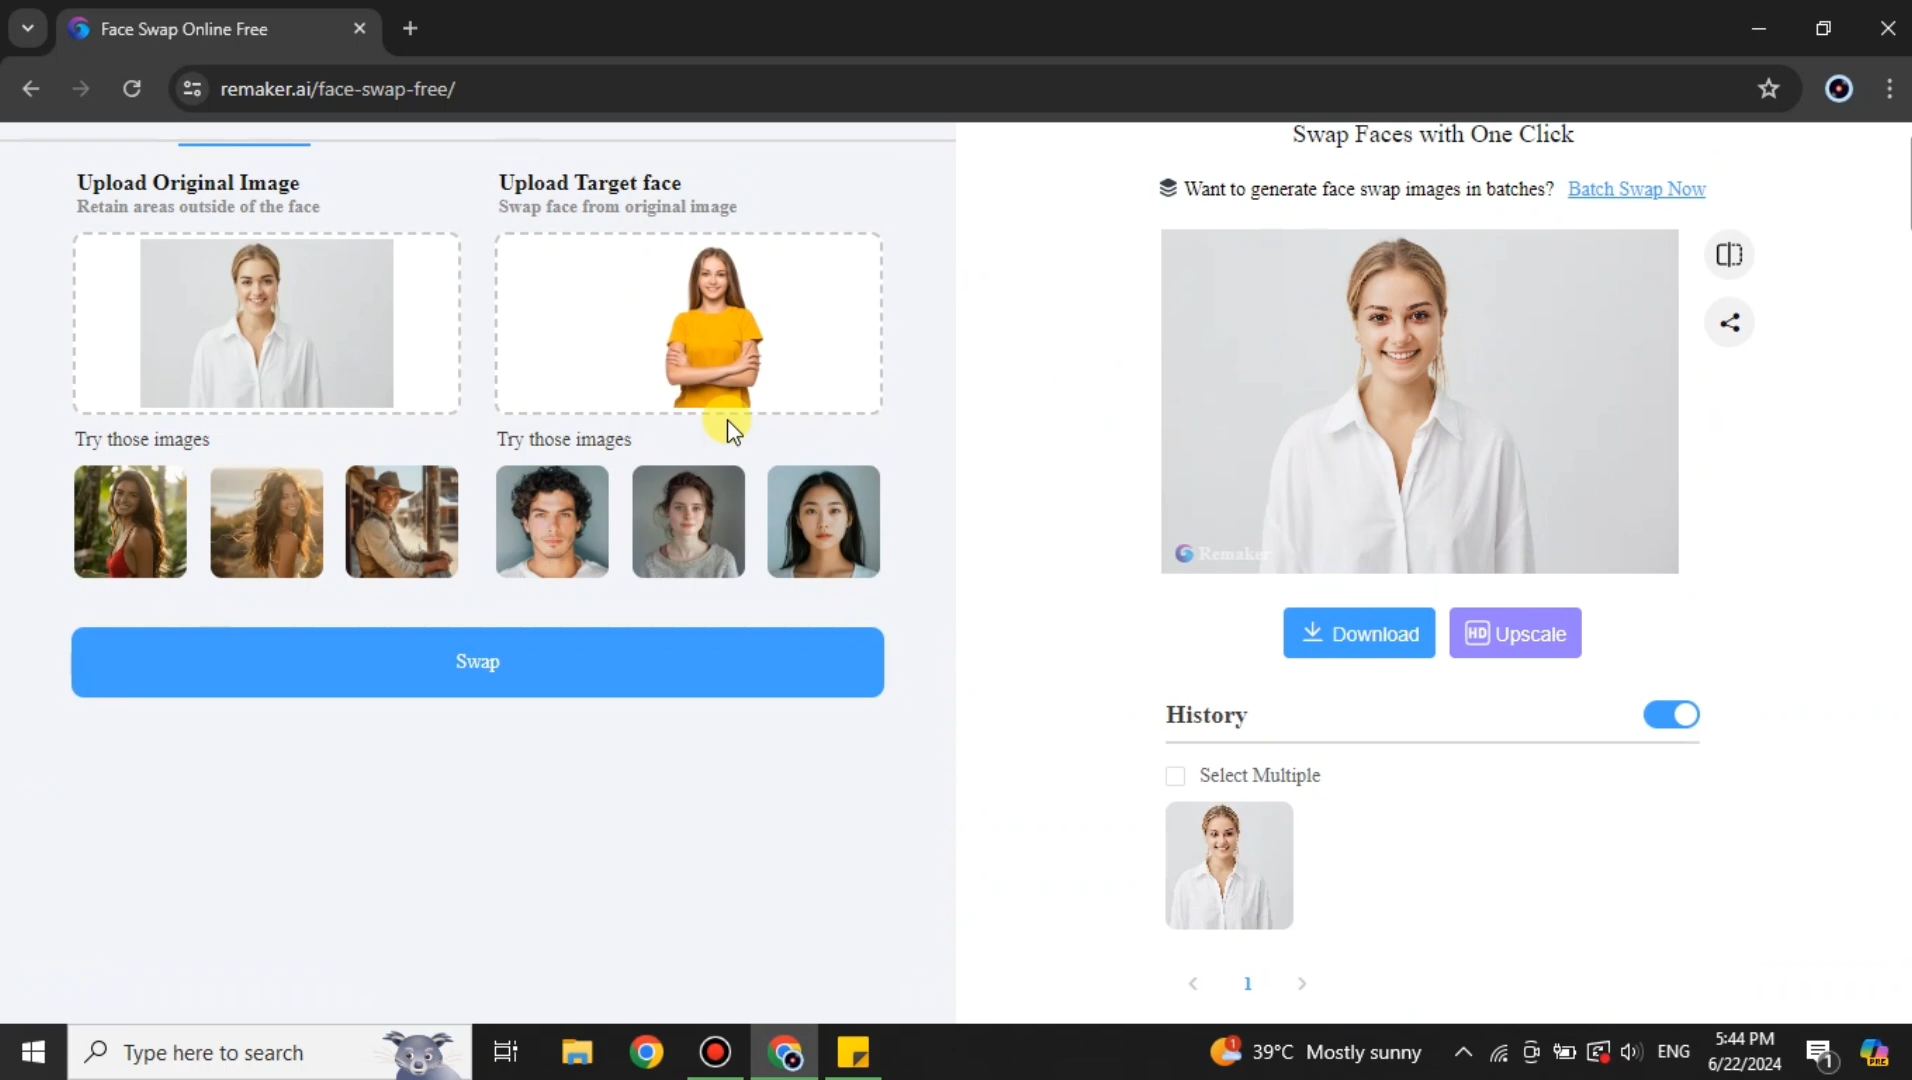 Face Swap Online Free
remaker.ai/face-swap-free/
Upload Original Image
Retain areas outside of the face
Upload Target face
Swap face from original image
Try those images
Try those images
Swap
Swap Faces with One Click
Want to generate face swap images in batches? Batch Swap Now
Remaker
Download
HD Upscale
History
Select Multiple
1
Type here to search
1
39°C Mostly sunny
ENG
5:44 PM
6/22/2024
1
PRE